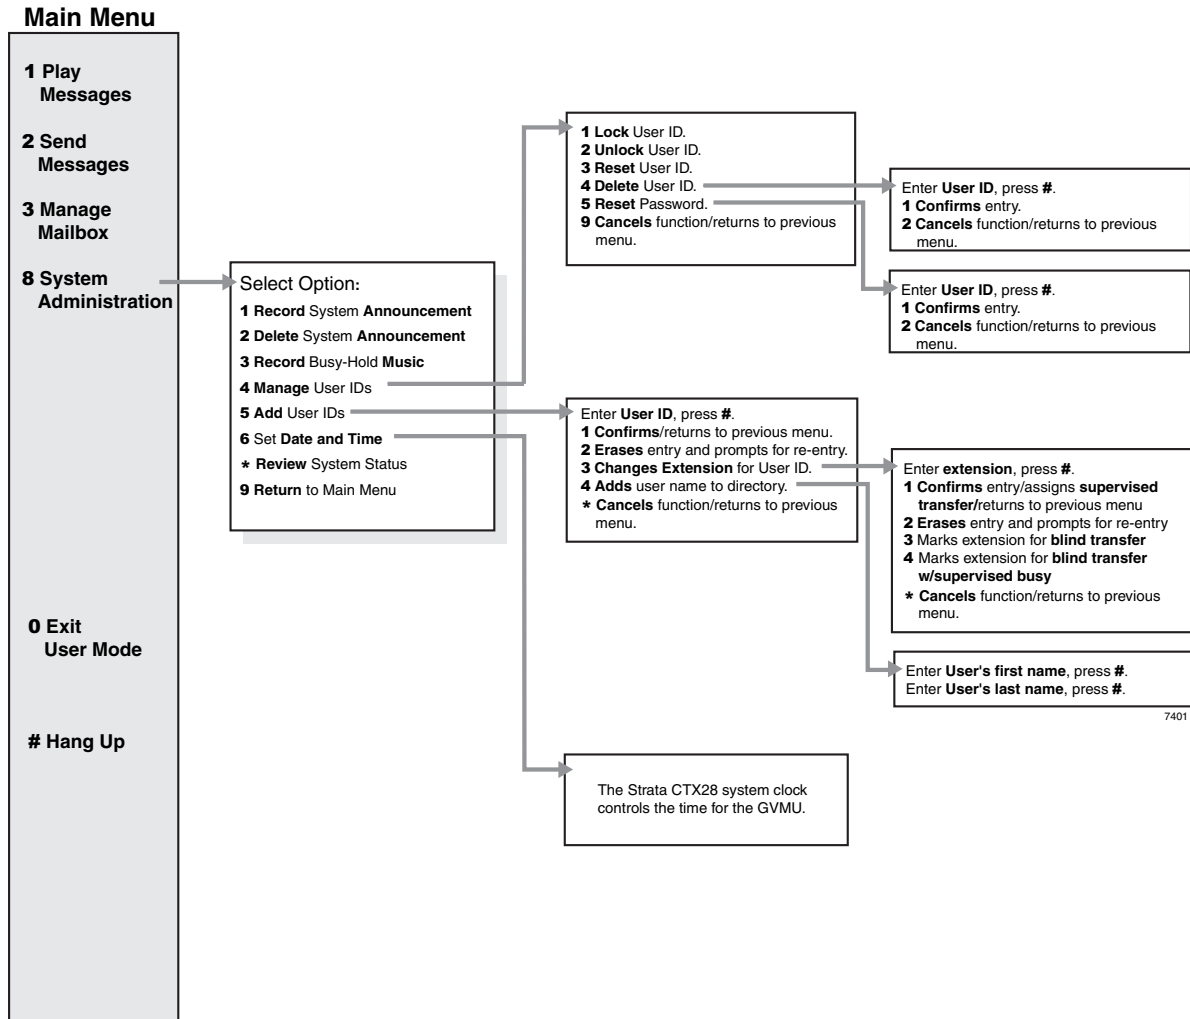 Main Menu
1 Play
Messages
2 Send
Messages
3 Manage
Mailbox
8 System
Administration
0 Exit
User Mode
# Hang Up
Select Option:
1 Record System Announcement
2 Delete System Announcement
3 Record Busy-Hold Music
4 Manage User IDs
5 Add User IDs
6 Set Date and Time
* Review System Status
9 Return to Main Menu
1 Lock User ID.
2 Unlock User ID.
3 Reset User ID.
4 Delete User ID.
5 Reset Password.
9 Cancels function/returns to previous
menu.
Enter User ID, press #.
1 Confirms entry.
2 Cancels function/returns to previous
menu.
Enter User ID, press #.
1 Confirms entry.
2 Cancels function/returns to previous
menu.
Enter User ID, press #.
1 Confirms/returns to previous menu.
2 Erases entry and prompts for re-entry.
3 Changes Extension for User ID.
4 Adds user name to directory.
* Cancels function/returns to previous
menu.
Enter extension, press #.
1 Confirms entry/assigns supervised
transfer/returns to previous menu
2 Erases entry and prompts for re-entry
3 Marks extension for blind transfer
4 Marks extension for blind transfer
w/supervised busy
* Cancels function/returns to previous
menu.
Enter User's first name, press #.
Enter User's last name, press #.
7401
The Strata CTX28 system clock
controls the time for the GVMU.